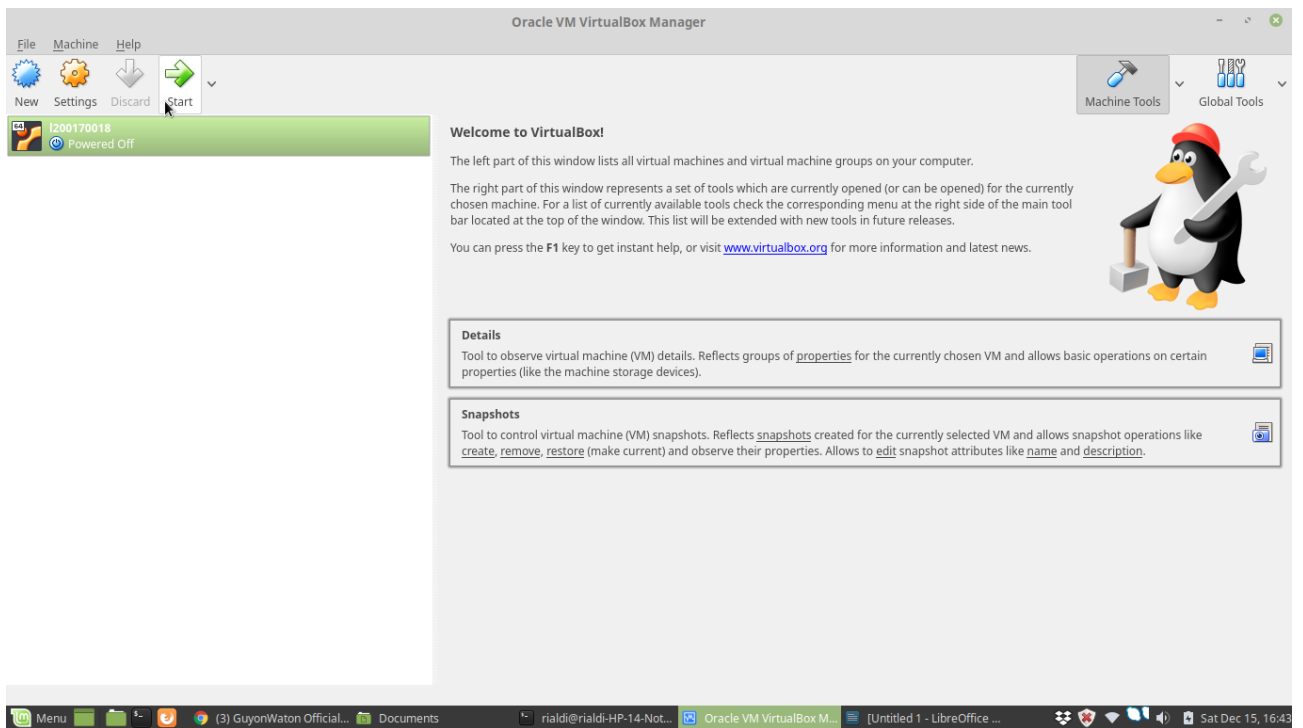 Oracle VM VirtualBox Manager
File Machine Help
New Settings Discard Start
Machine Tools Global Tools
64
l200170018
Powered Off
Welcome to VirtualBox!
The left part of this window lists all virtual machines and virtual machine groups on your computer.
The right part of this window represents a set of tools which are currently opened (or can be opened) for the currently
chosen machine. For a list of currently available tools check the corresponding menu at the right side of the main tool
bar located at the top of the window. This list will be extended with new tools in future releases.
You can press the F1 key to get instant help, or visit www.virtualbox.org for more information and latest news.
Details
Tool to observe virtual machine (VM) details. Reflects groups of properties for the currently chosen VM and allows basic operations on certain
properties (like the machine storage devices).
Snapshots
Tool to control virtual machine (VM) snapshots. Reflects snapshots created for the currently selected VM and allows snapshot operations like
create, remove, restore (make current) and observe their properties. Allows to edit snapshot attributes like name and description.
Menu (3) GuyonWaton Official... Documents rialdi@rialdi-HP-14-Not... Oracle VM VirtualBox M... [Untitled 1 - LibreOffice ... Sat Dec 15, 16:43